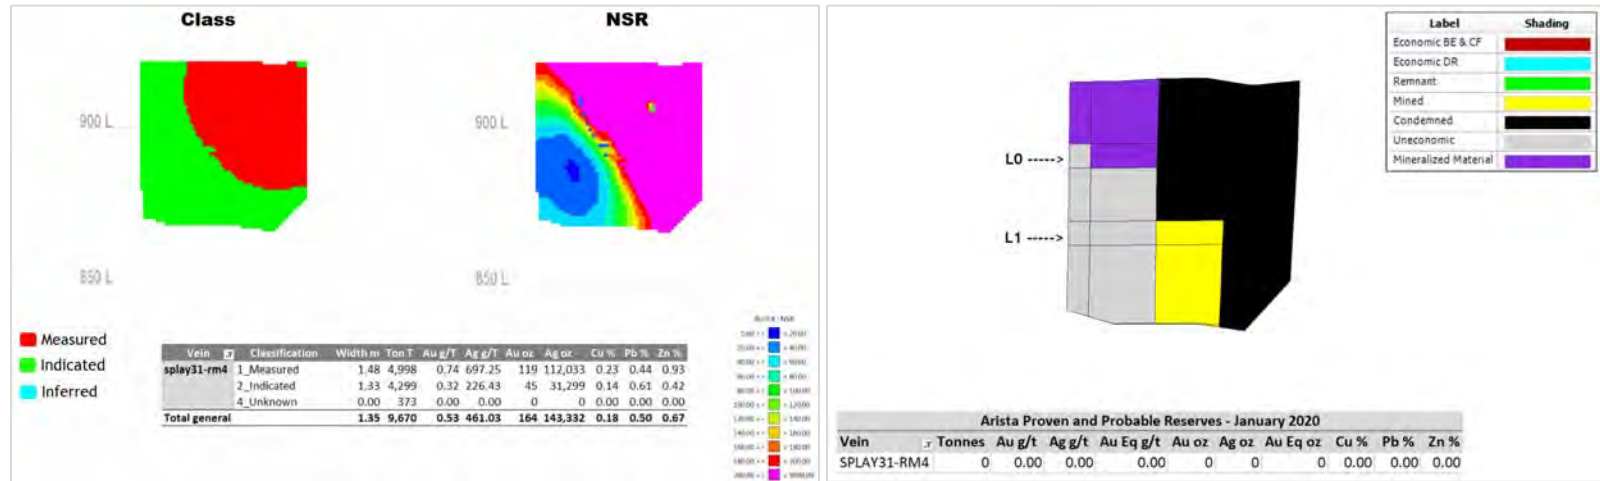 Class
NSR
900 L
900 L
850 L
850 L
Measured
Indicated
Inferred
Vein Classification Width m Ton T Au g/T Ag g/T Au oz Ag oz Cu % Pb % Zn %
splay31-rm4 1_Measured 1.48 4,998 0.74 697.25 119 112,033 0.23 0.44 0.93
2_Indicated 1.33 4,299 0.32 226.43 45 31,299 0.14 0.61 0.42
4_Unknown 0.00 373 0.00 0.00 0 0 0.00 0.00 0.00
Total general 1.35 9,670 0.53 461.03 164 143,332 0.18 0.50 0.67
Label Shading
Economic BE & CF
Economic DR
Remnant
Mined
Condemned
Uneconomic
Mineralized Material
L0 ----->
L1 ----->
Arista Proven and Probable Reserves - January 2020
Vein Tonnes Au g/t Ag g/t Au Eq g/t Au oz Ag oz Au Eq oz Cu % Pb % Zn %
SPLAY31-RM4 0 0.00 0.00 0.00 0 0 0 0.00 0.00 0.00